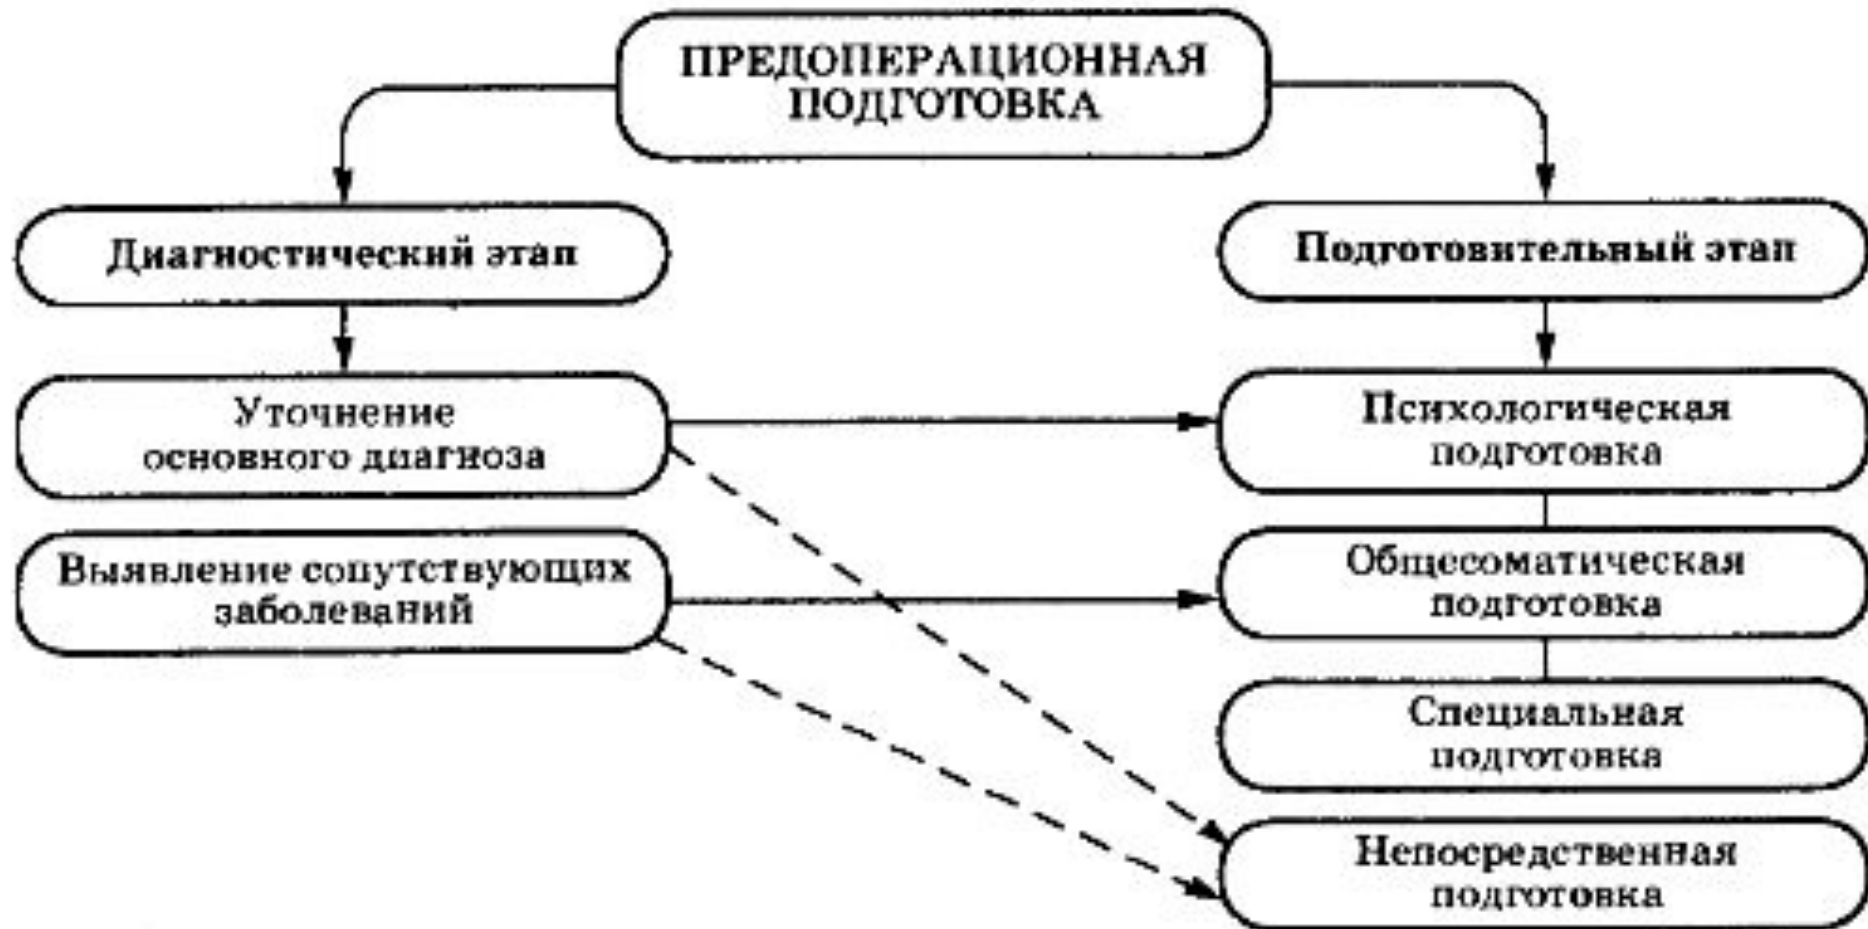 ПРЕДОПЕРАЦИОННАЯ
ПОДГОТОВКА
Диагностический этап
Подготовительный этап
Уточнение
основного диагноза
Психологическая
подготовка
Выявление сопутствующих
заболеваний
Общесоматическая
подготовка
Специальная
подготовка
Непосредственная
подготовка